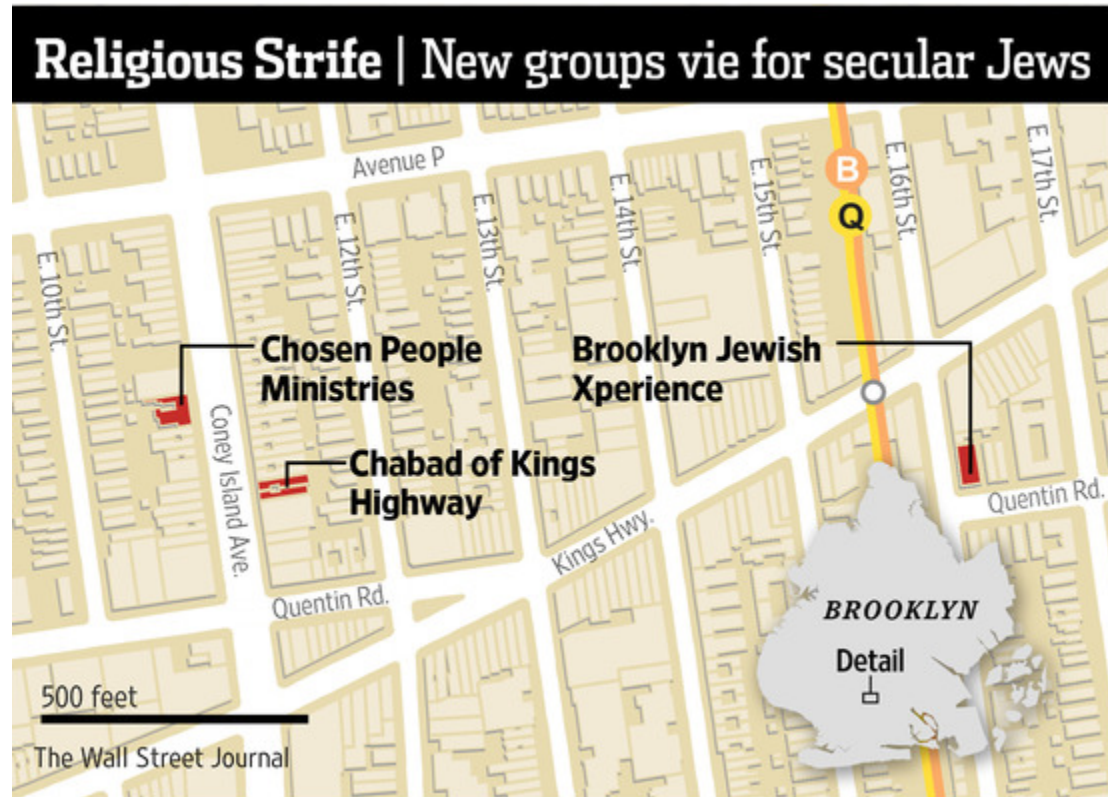 Religious Strife | New groups vie for secular Jews
Avenue P
B
Q
E. 10th St.
E. 12th St.
E. 13th St.
E. 14th St.
E. 15th St.
E. 16th St.
E. 17th St.
Chosen People
Ministries
Brooklyn Jewish
Xperience
Coney Island Ave.
Chabad of Kings
Highway
Kings Hwy.
Quentin Rd.
Quentin Rd.
BROOKLYN
Detail
500 feet
The Wall Street Journal